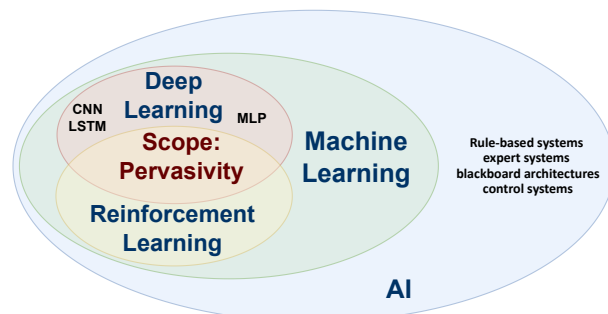 Deep
Learning
CNN
LSTM
MLP
Scope:
Pervasivity
Machine
Learning
Reinforcement
Learning
Rule-based systems
expert systems
blackboard architectures
control systems
AI